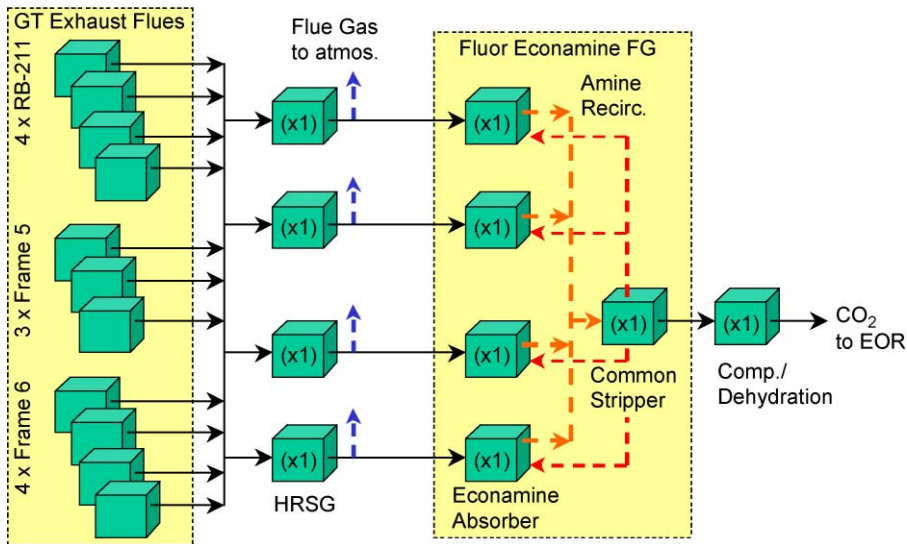 GT Exhaust Flues
4 x RB-211
3 x Frame 5
4 x Frame 6
Flue Gas
to atmos.
(x1)
(x1)
(x1)
(x1)
HRSG
Fluor Econamine FG
Amine
Recirc.
(x1)
(x1)
(x1)
(x1)
Econamine
Absorber
(x1)
Common
Stripper
(x1)
Comp./
Dehydration
CO₂
to EOR